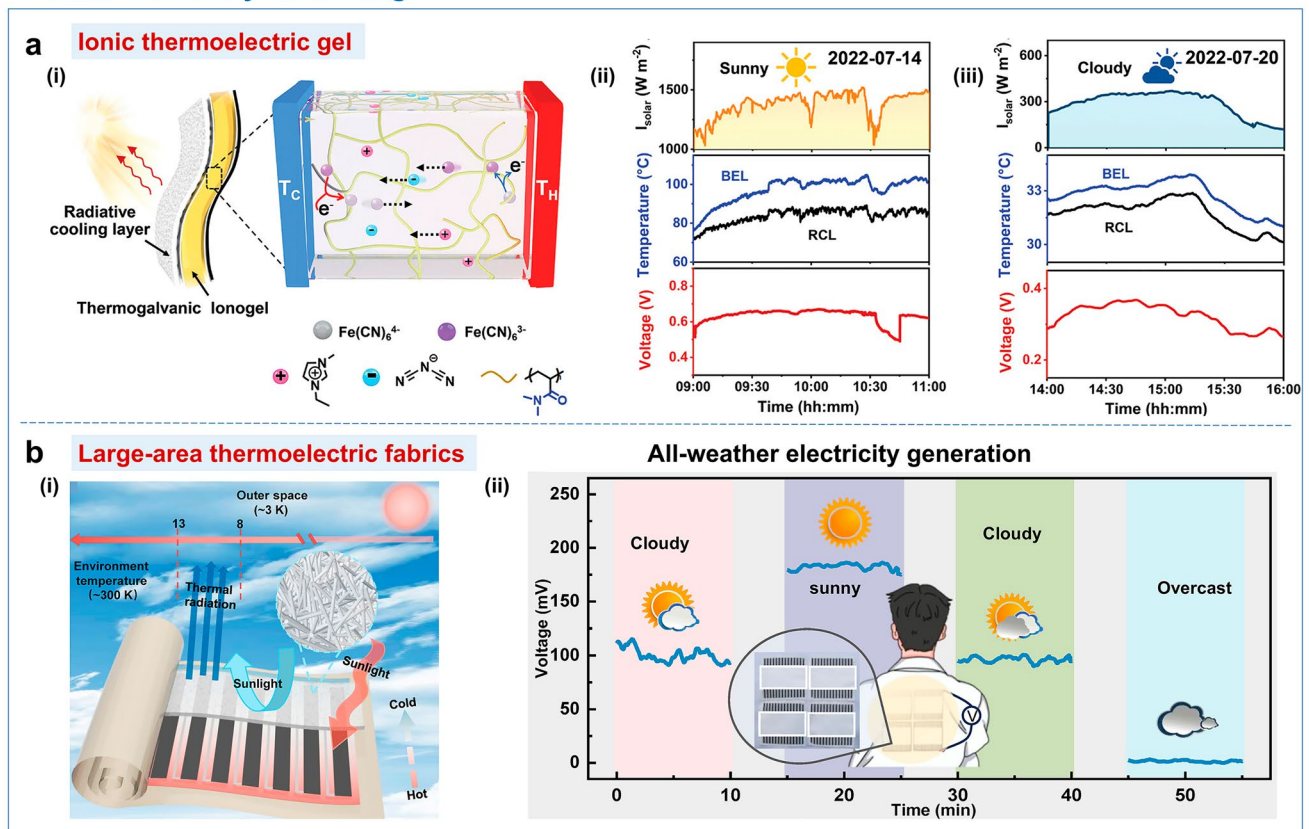 a
Ionic thermoelectric gel
(i)
Radiative
cooling layer
Thermogalvanic Ionogel
T_C
T_H
e⁻
e⁻
+
-
-
+
+
Fe(CN)₆⁴⁻
Fe(CN)₆³⁻
+
N
N
+
-
N
N
N
N
O
(ii)
Sunny
2022-07-14
I_solar (W m⁻²)
1500
1000
Temperature (°C)
100
80
60
BEL
RCL
Voltage (V)
0.8
0.6
0.4
09:00
09:30
10:00
10:30
11:00
Time (hh:mm)
(iii)
Cloudy
2022-07-20
I_solar (W m⁻²)
600
300
0
Temperature (°C)
33
30
BEL
RCL
Voltage (V)
0.4
0.2
14:00
14:30
15:00
15:30
16:00
Time (hh:mm)
b
Large-area thermoelectric fabrics
(i)
Outer space
(~3 K)
13
8
Environment
temperature
(~300 K)
Thermal
radiation
Sunlight
Sunlight
Cold
Hot
All-weather electricity generation
(ii)
Voltage (mV)
250
200
150
100
50
0
Cloudy
sunny
Cloudy
Overcast
V
0
10
20
30
40
50
Time (min)